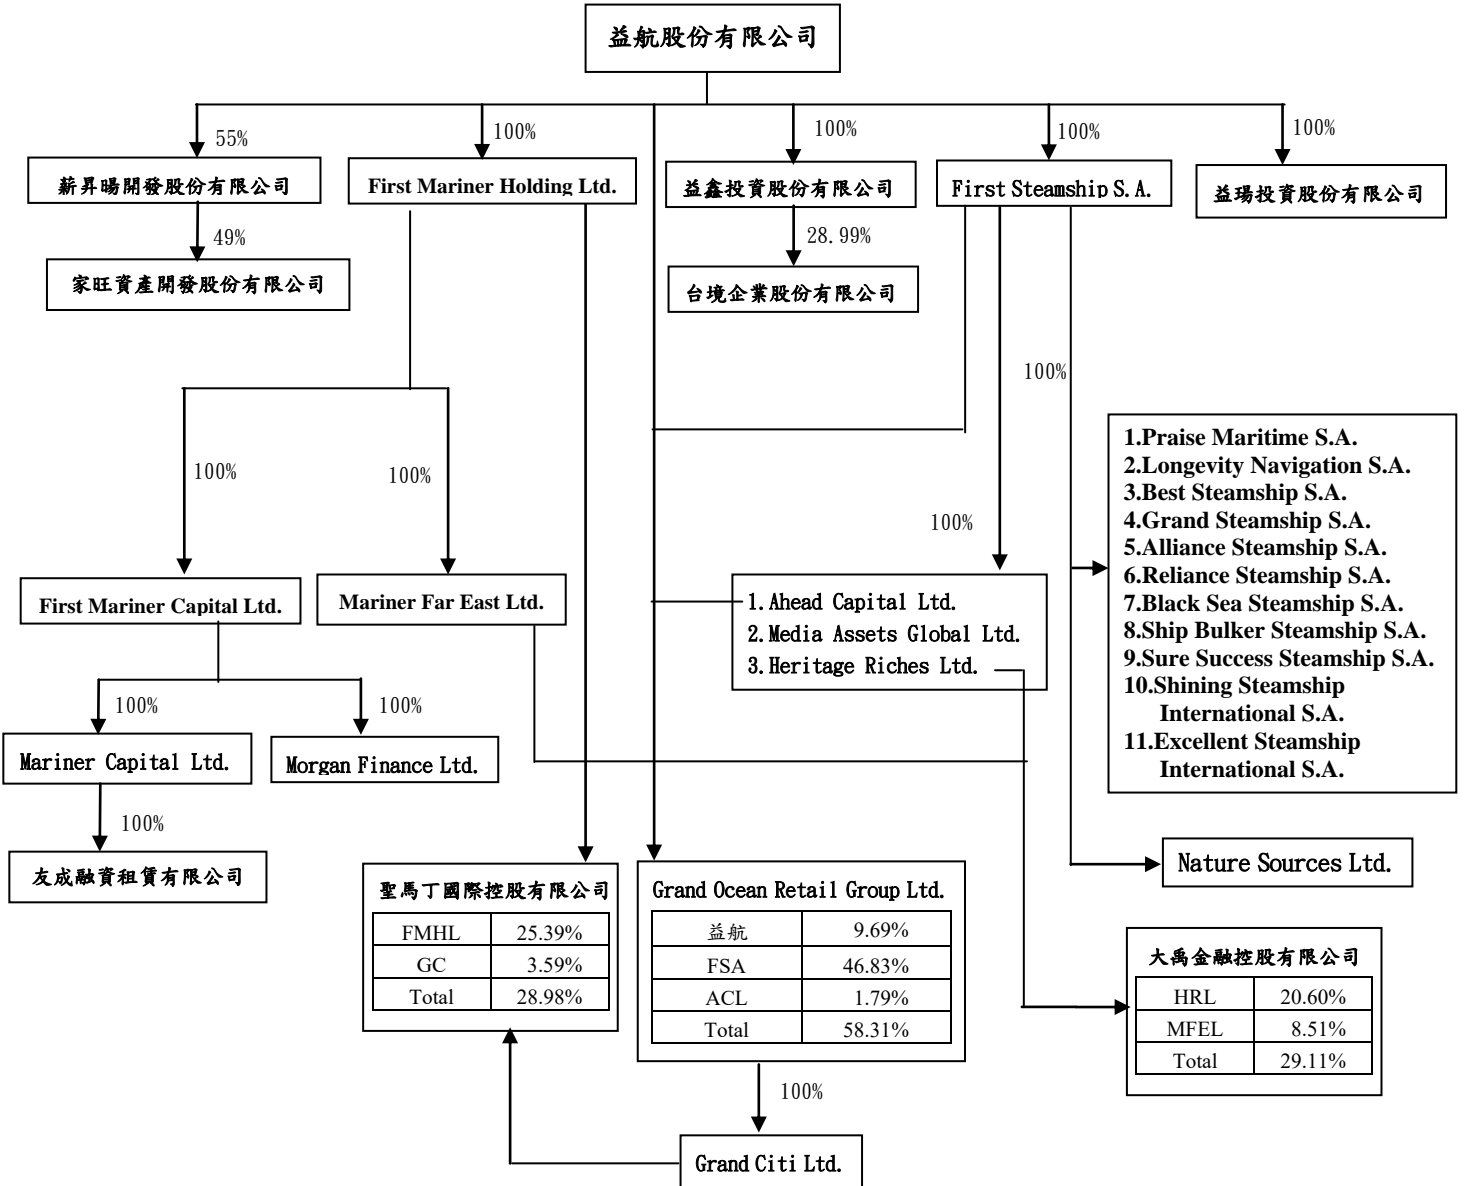 益航股份有限公司
55%
100%
100%
100%
100%
薪昇暘開發股份有限公司
First Mariner Holding Ltd.
益鑫投資股份有限公司
First Steamship S.A.
益瑒投資股份有限公司
49%
28.99%
家旺資產開發股份有限公司
台境企業股份有限公司
100%
100%
100%
100%
1.Praise Maritime S.A.
2.Longevity Navigation S.A.
3.Best Steamship S.A.
4.Grand Steamship S.A.
5.Alliance Steamship S.A.
6.Reliance Steamship S.A.
7.Black Sea Steamship S.A.
8.Ship Bulker Steamship S.A.
9.Sure Success Steamship S.A.
10.Shining Steamship
International S.A.
11.Excellent Steamship
International S.A.
First Mariner Capital Ltd.
Mariner Far East Ltd.
1.Ahead Capital Ltd.
2.Media Assets Global Ltd.
3.Heritage Riches Ltd.
100%
100%
Mariner Capital Ltd.
Morgan Finance Ltd.
100%
友成融資租賃有限公司
Nature Sources Ltd.
聖馬丁國際控股有限公司
FMHL 25.39%
GC 3.59%
Total 28.98%
Grand Ocean Retail Group Ltd.
益航 9.69%
FSA 46.83%
ACL 1.79%
Total 58.31%
大禹金融控股有限公司
HRL 20.60%
MFEL 8.51%
Total 29.11%
100%
Grand Citi Ltd.